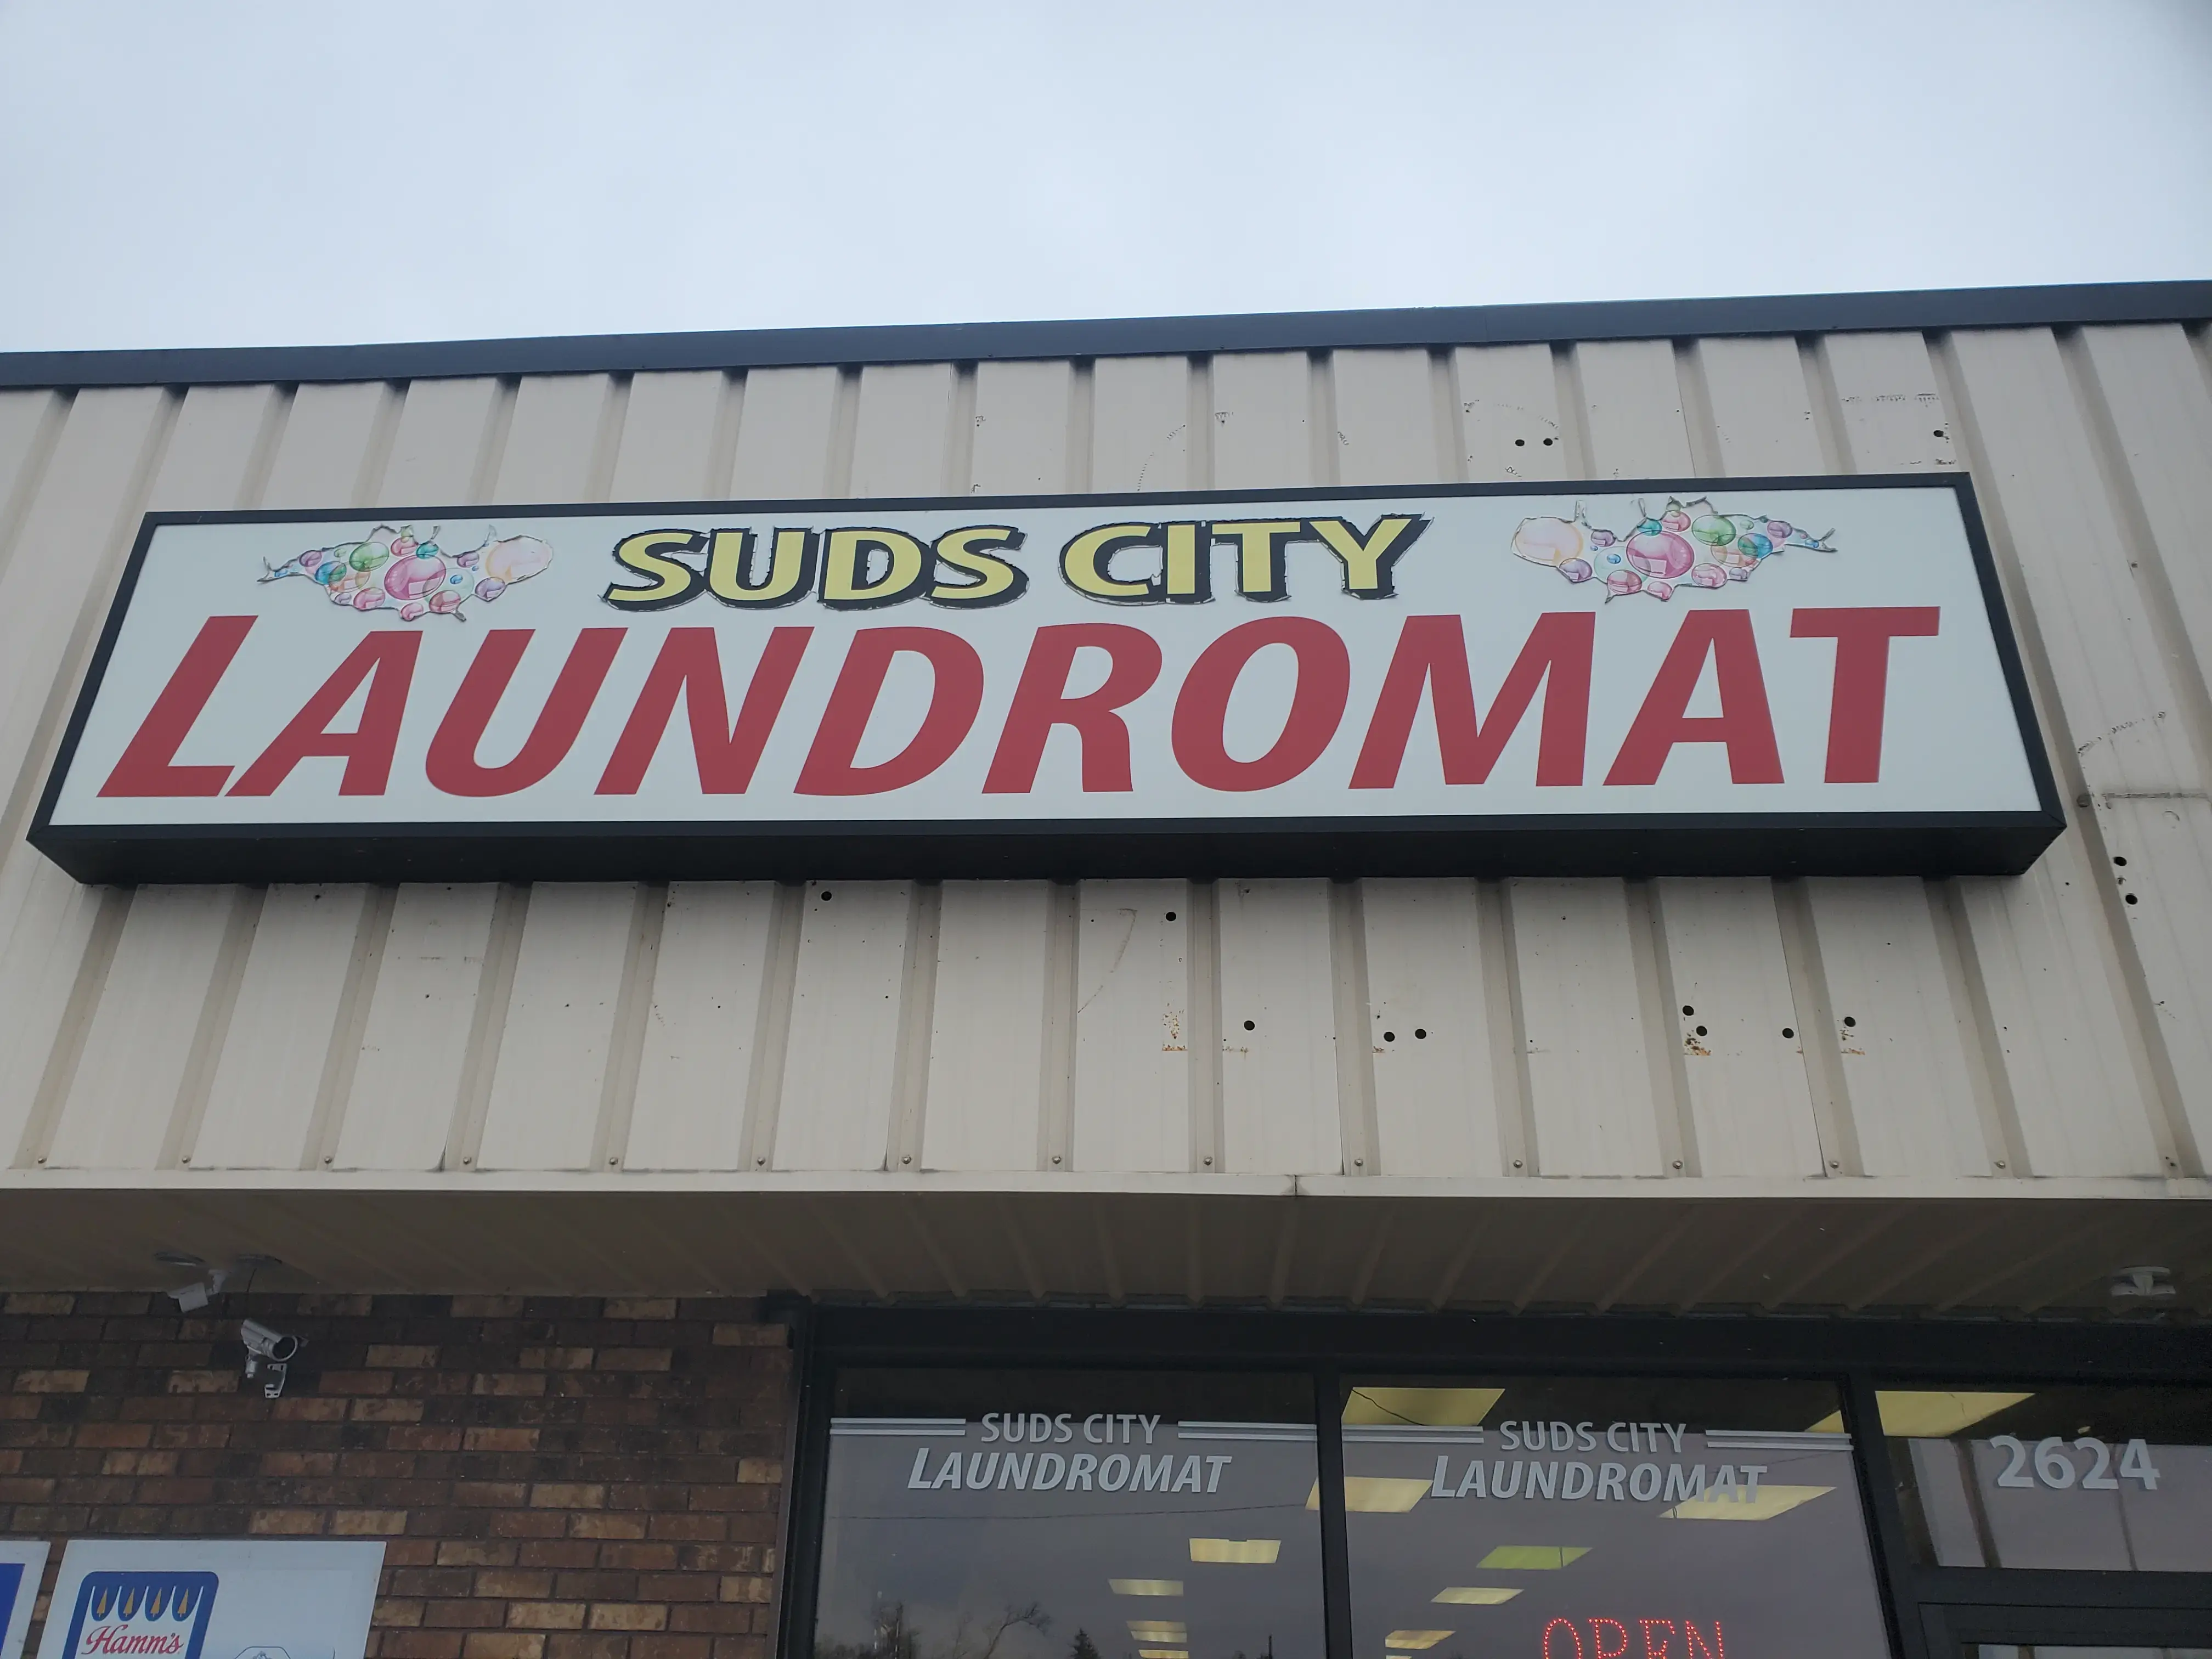 SUDS CITY
LAUNDROMAT
SUDS CITY
LAUNDROMAT
SUDS CITY
LAUNDROMAT
2624
Hamm's
OPEN